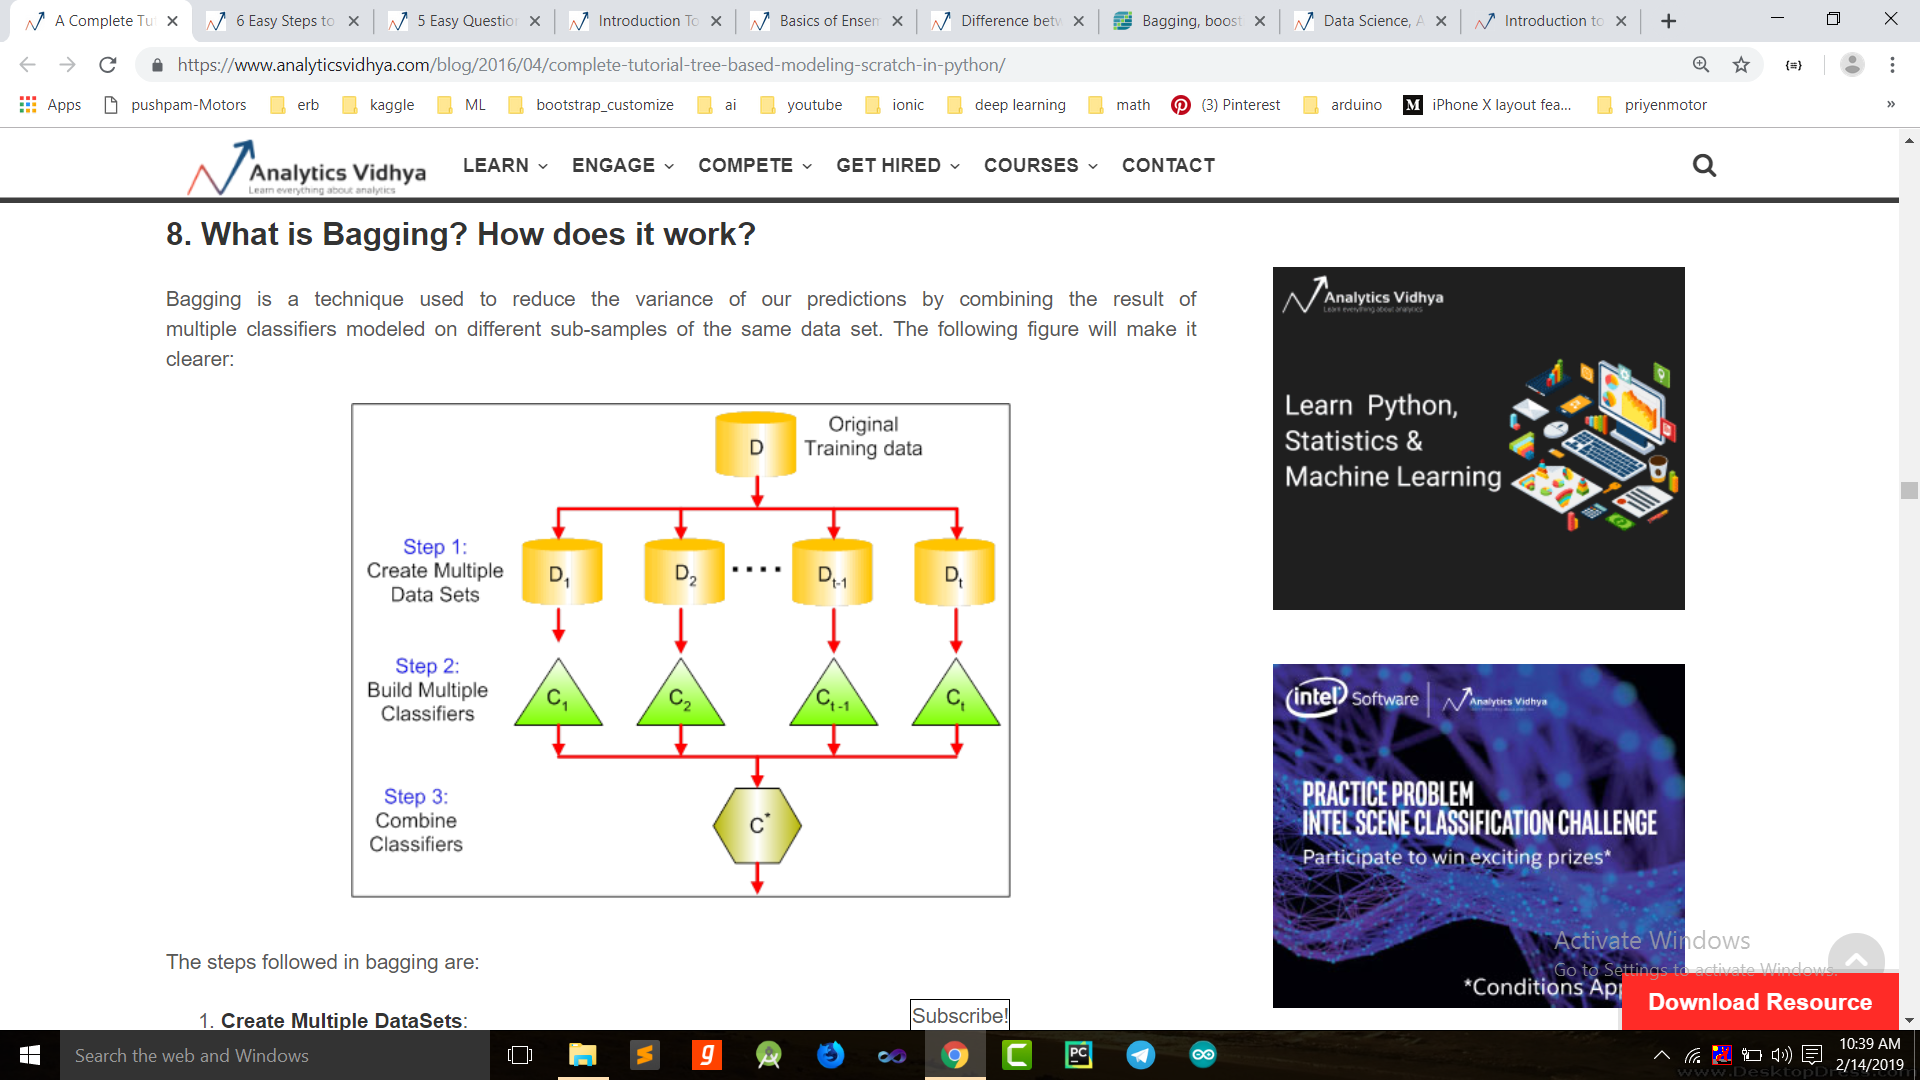 A Complete Tu
6 Easy Steps to
5 Easy Question
Introduction To
Basics of Ensem
Difference betw
Bagging, boost
Data Science, A
Introduction to
https://www.analyticsvidhya.com/blog/2016/04/complete-tutorial-tree-based-modeling-scratch-in-python/
Apps
pushpam-Motors
erb
kaggle
ML
bootstrap_customize
ai
youtube
ionic
deep learning
math
(3) Pinterest
arduino
M iPhone X layout fea...
priyenmotor
»
Analytics Vidhya
Learn everything about analytics
LEARN
ENGAGE
COMPETE
GET HIRED
COURSES
CONTACT
8. What is Bagging? How does it work?
Bagging is a technique used to reduce the variance of our predictions by combining the result of
multiple classifiers modeled on different sub-samples of the same data set. The following figure will make it
clearer:
D
Original
Training data
Step 1:
Create Multiple
Data Sets
D1
D2
....
Dt-1
Dt
Step 2:
Build Multiple
Classifiers
C1
C2
Ct-1
Ct
Step 3:
Combine
Classifiers
C*
The steps followed in bagging are:
1. Create Multiple DataSets:
Subscribe!
Analytics Vidhya
Learn everything about analytics
Learn Python,
Statistics &
Machine Learning
intel Software
Analytics Vidhya
PRACTICE PROBLEM
INTEL SCENE CLASSIFICATION CHALLENGE
Participate to win exciting prizes*
*Conditions App
Activate Windows
Go to Settings to activate Windows.
Download Resource
Search the web and Windows
g
C
PC
10:39 AM
2/14/2019